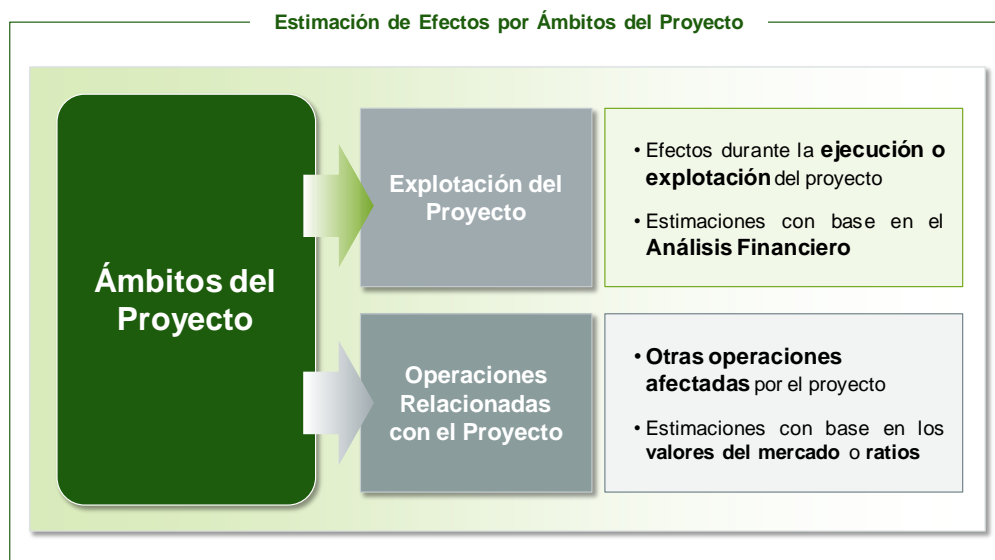 Estimación de Efectos por Ámbitos del Proyecto
Ámbitos del
Proyecto
Explotación del
Proyecto
• Efectos durante la ejecución o
explotación del proyecto
• Estimaciones con base en el
Análisis Financiero
Operaciones
Relacionadas
con el Proyecto
• Otras operaciones
afectadas por el proyecto
• Estimaciones con base en los
valores del mercado o ratios